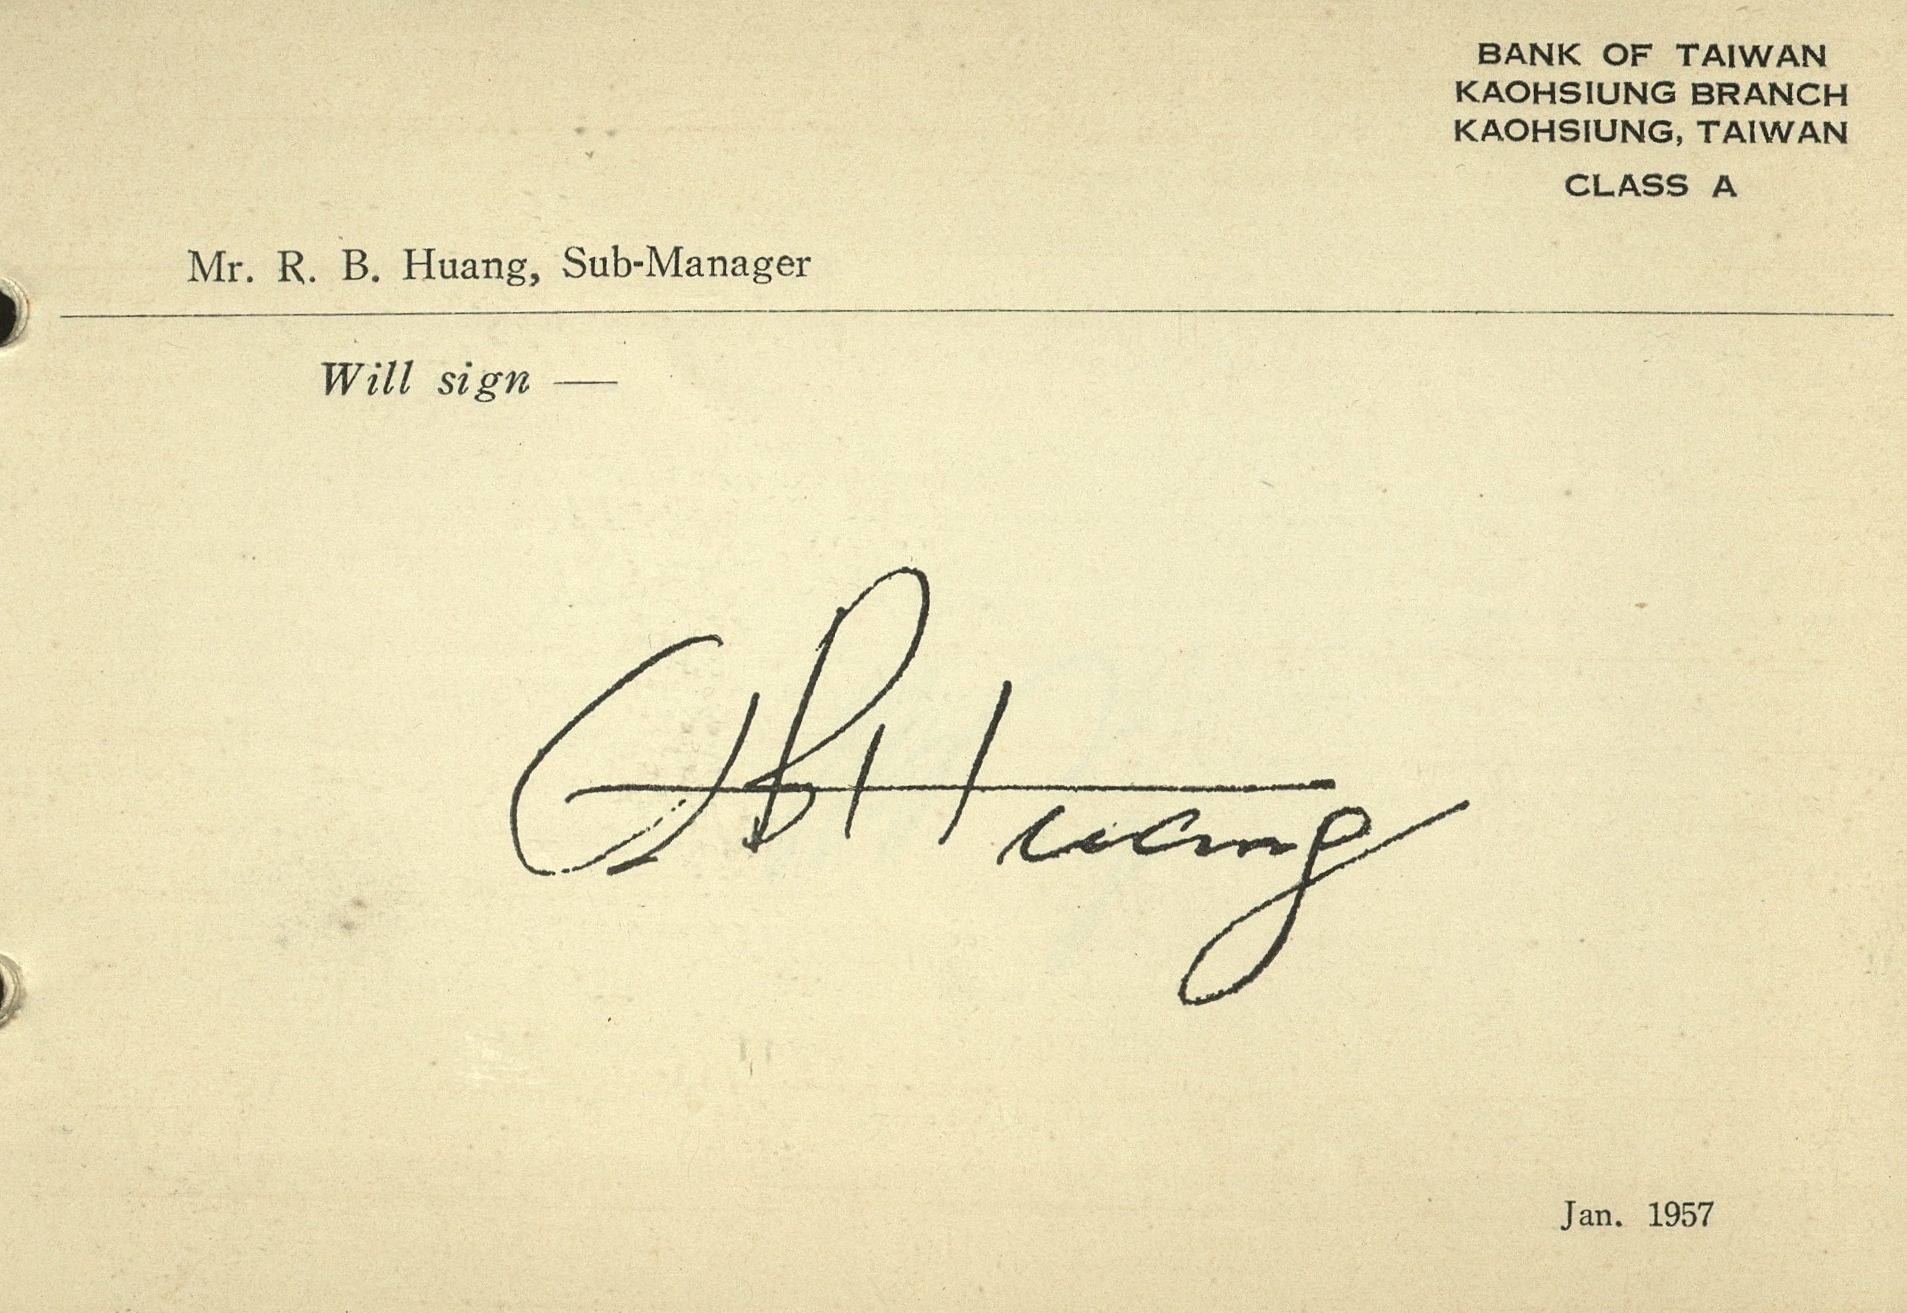 BANK OF TAIWAN
KAOHSIUNG BRANCH
KAOHSIUNG, TAIWAN
CLASS A
Mr. R. B. Huang, Sub-Manager
Will sign —
RB Huang
Jan. 1957